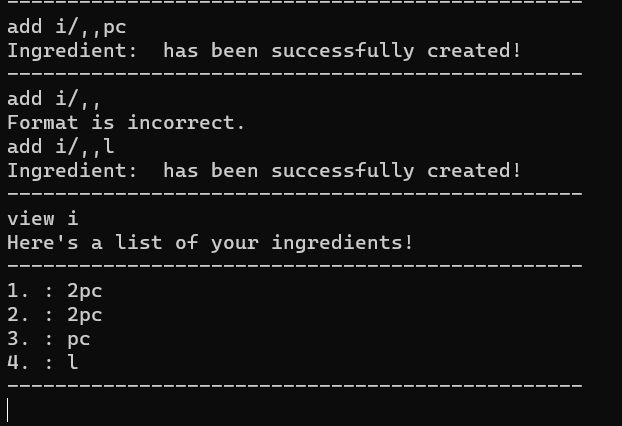 ------------------------------------------------
add i/,,pc
Ingredient:  has been successfully created!
------------------------------------------------
add i/,,
Format is incorrect.
add i/,,l
Ingredient:  has been successfully created!
------------------------------------------------
view i
Here's a list of your ingredients!
------------------------------------------------
1. : 2pc
2. : 2pc
3. : pc
4. : l
------------------------------------------------